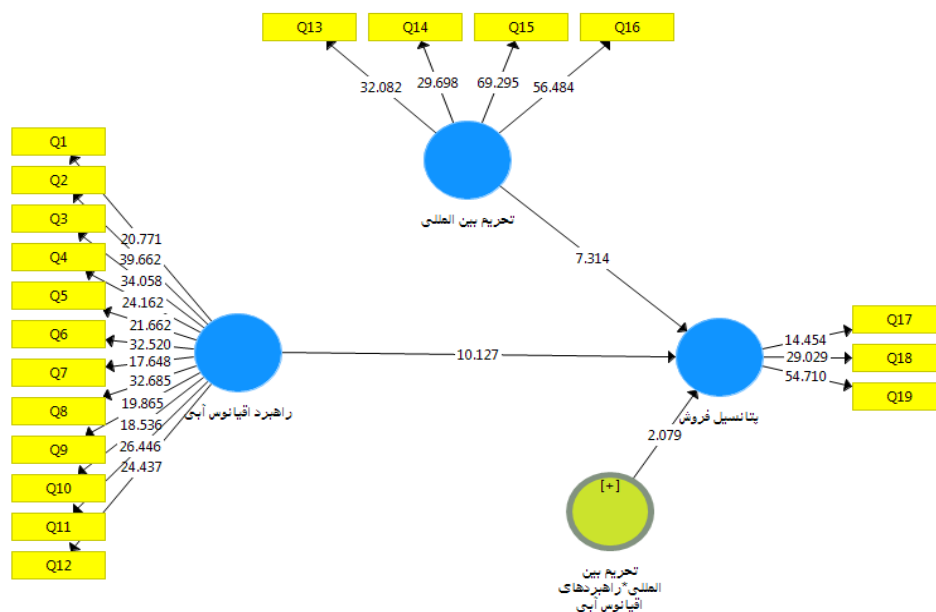 Q13
Q14
Q15
Q16
32.082
29.698
69.295
56.484
تحریم بین المللی
7.314
Q1
Q2
Q3
Q4
Q5
Q6
Q7
Q8
Q9
Q10
Q11
Q12
20.771
39.662
34.058
24.162
21.662
32.520
17.648
32.685
19.865
18.536
26.446
24.437
راهبرد اقیانوس آبی
10.127
14.454
29.029
54.710
Q17
Q18
Q19
پتانسیل فروش
2.079
[+]
تحریم بین
المللی*راهبردهای
اقیانوس آبی